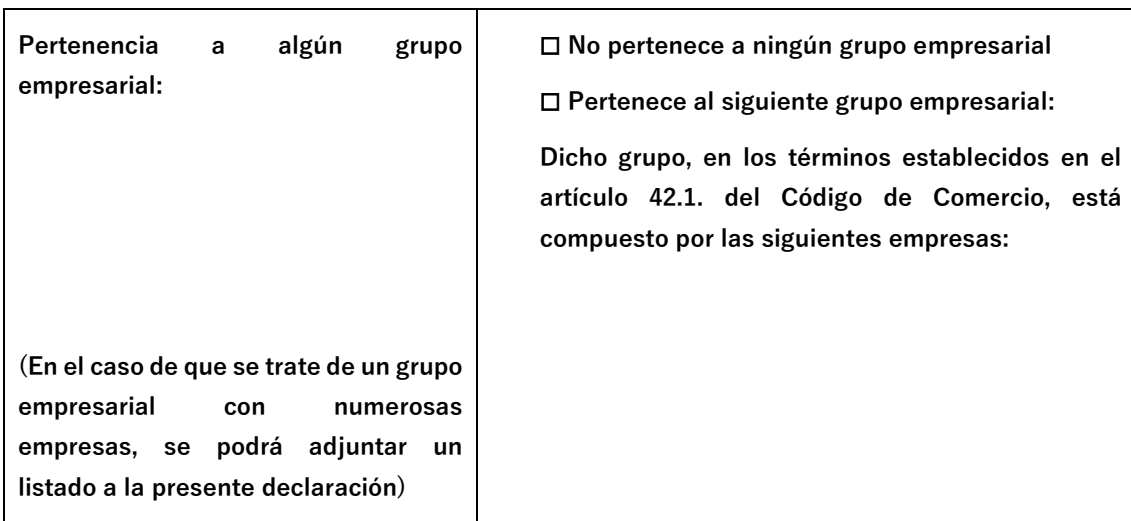 Pertenencia a algún grupo
empresarial:
(En el caso de que se trate de un grupo
empresarial con numerosas
empresas, se podrá adjuntar un
listado a la presente declaración)
☐ No pertenece a ningún grupo empresarial
☐ Pertenece al siguiente grupo empresarial:
Dicho grupo, en los términos establecidos en el
artículo 42.1. del Código de Comercio, está
compuesto por las siguientes empresas: